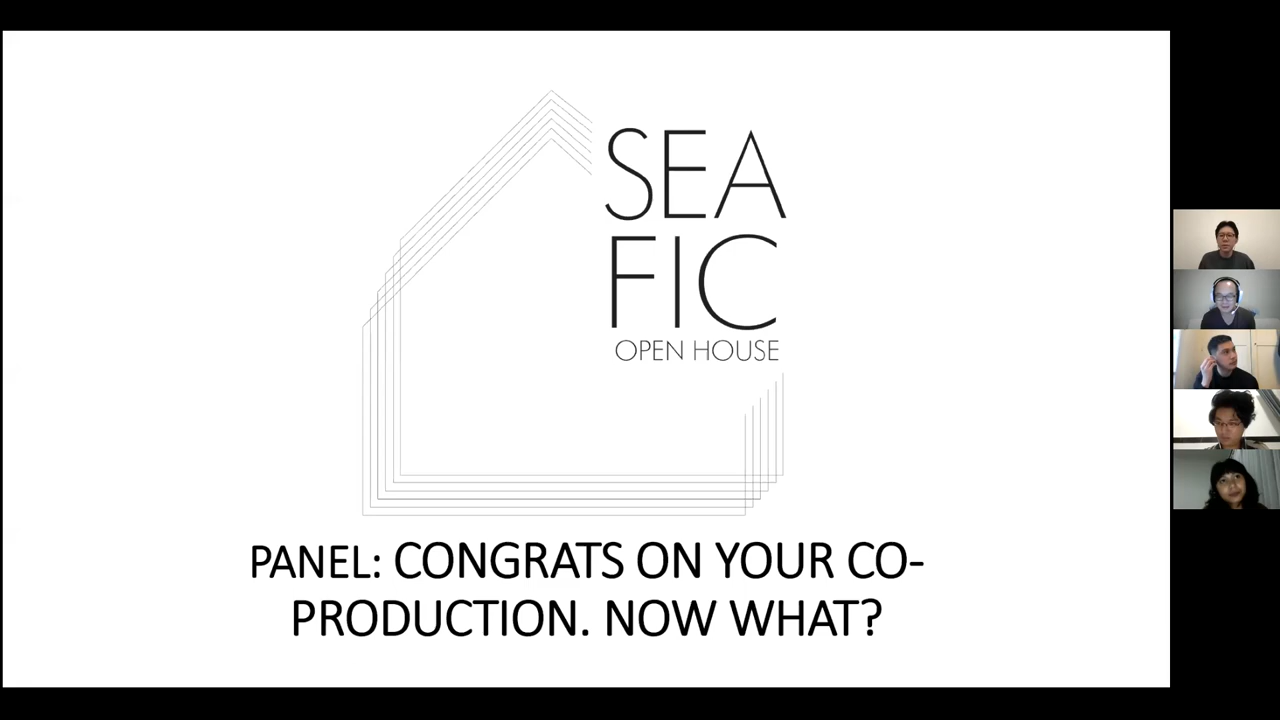 SEA
FIC
OPEN HOUSE
PANEL: CONGRATS ON YOUR CO-
PRODUCTION. NOW WHAT?